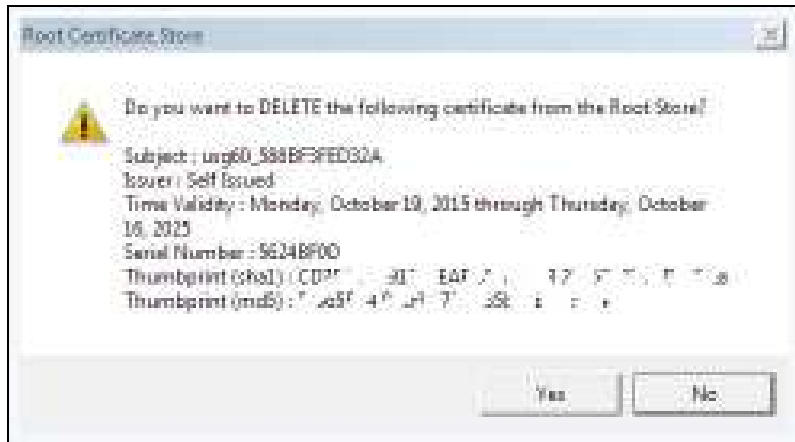 Root Certificate Store
Do you want to DELETE the following certificate from the Root Store?
Subject : usg60_588BF3FED32A
Issuer : Self Issued
Time Validity : Monday, October 19, 2015 through Thursday, October
16, 2025
Serial Number : 5624BF0D
Thumbprint (sha1) :
Thumbprint (md5) :
Yes
No